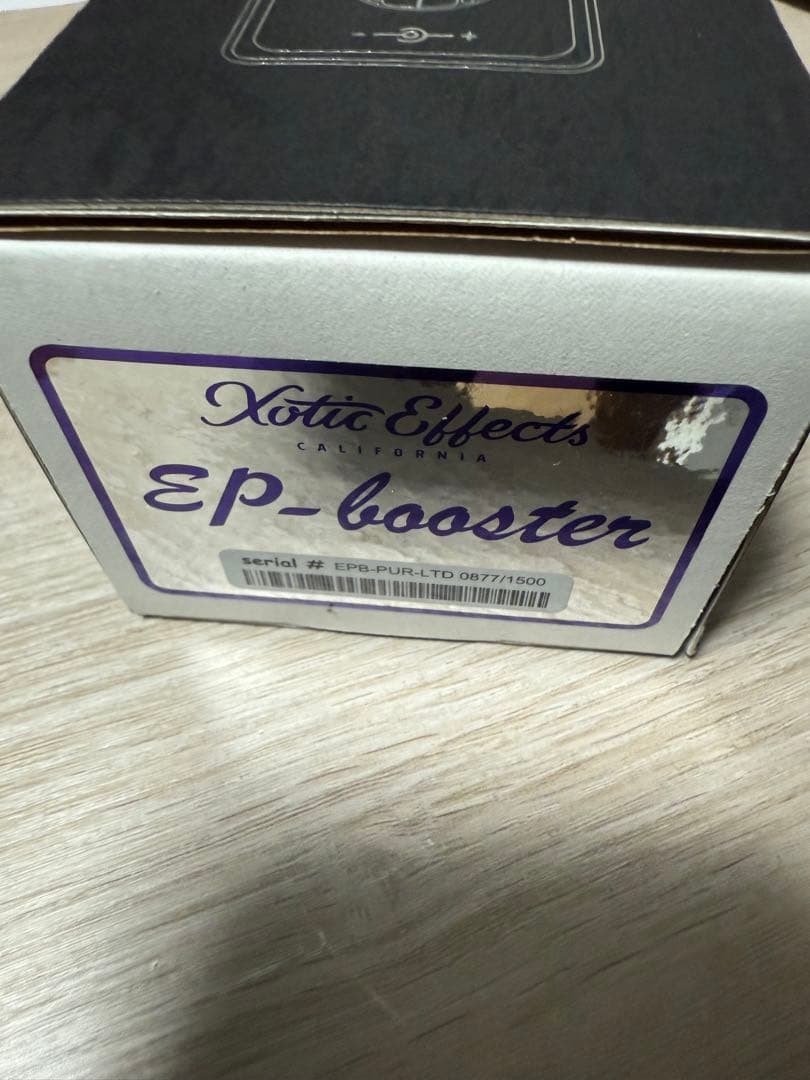 - +
Xotic Effects
CALIFORNIA
EP-booster
serial # EPB-PUR-LTD 0877/1500